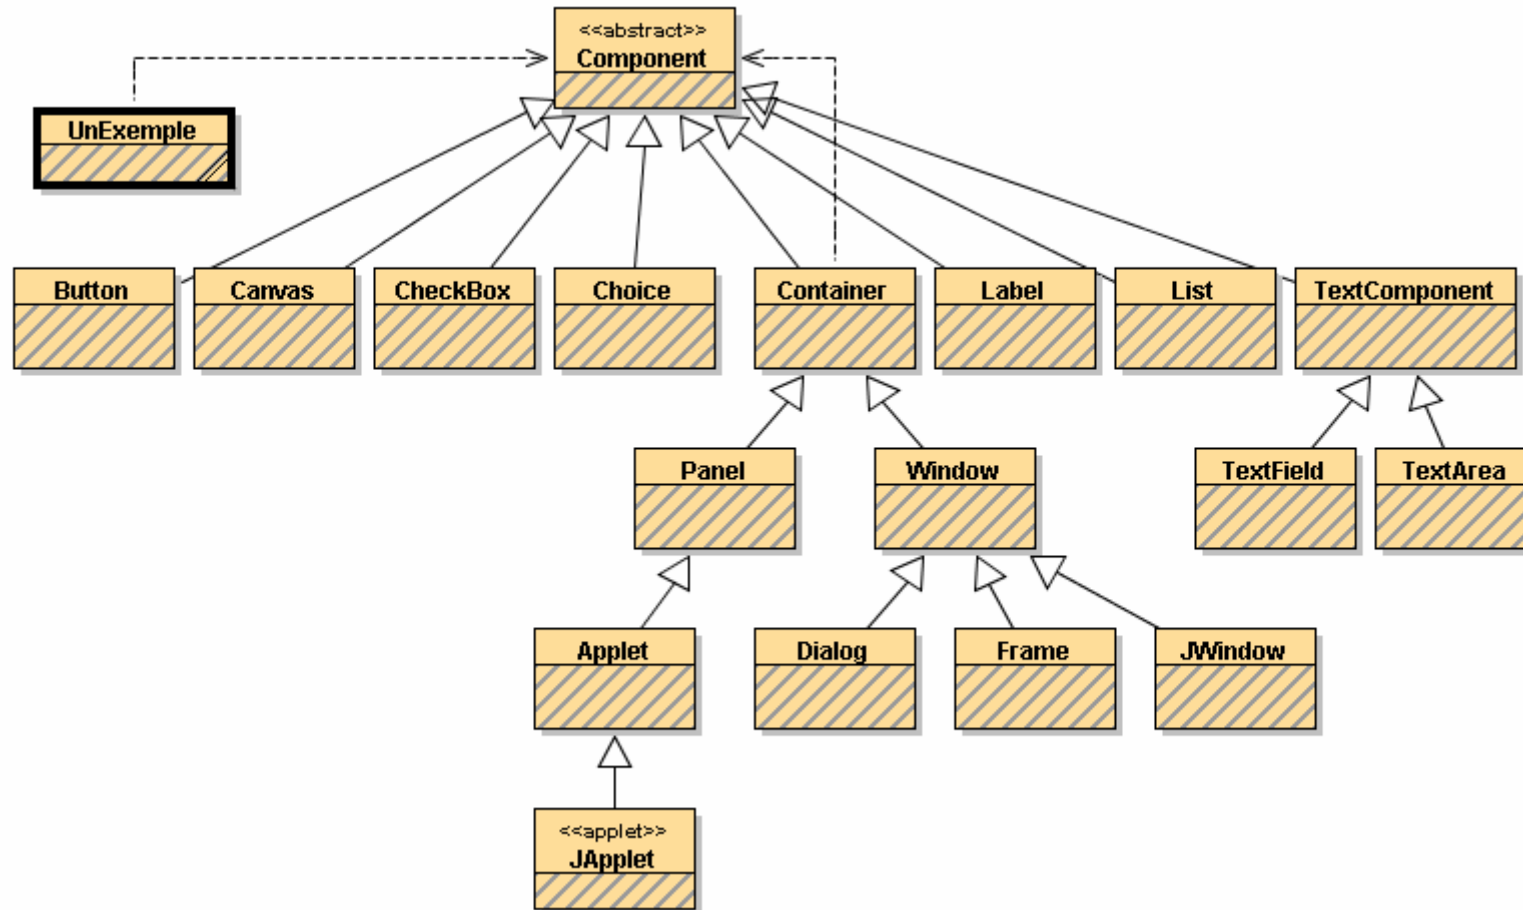 <<abstract>>
Component
UnExemple
Button
Canvas
CheckBox
Choice
Container
Label
List
TextComponent
Panel
Window
TextField
TextArea
Applet
Dialog
Frame
JWindow
<<applet>>
JApplet